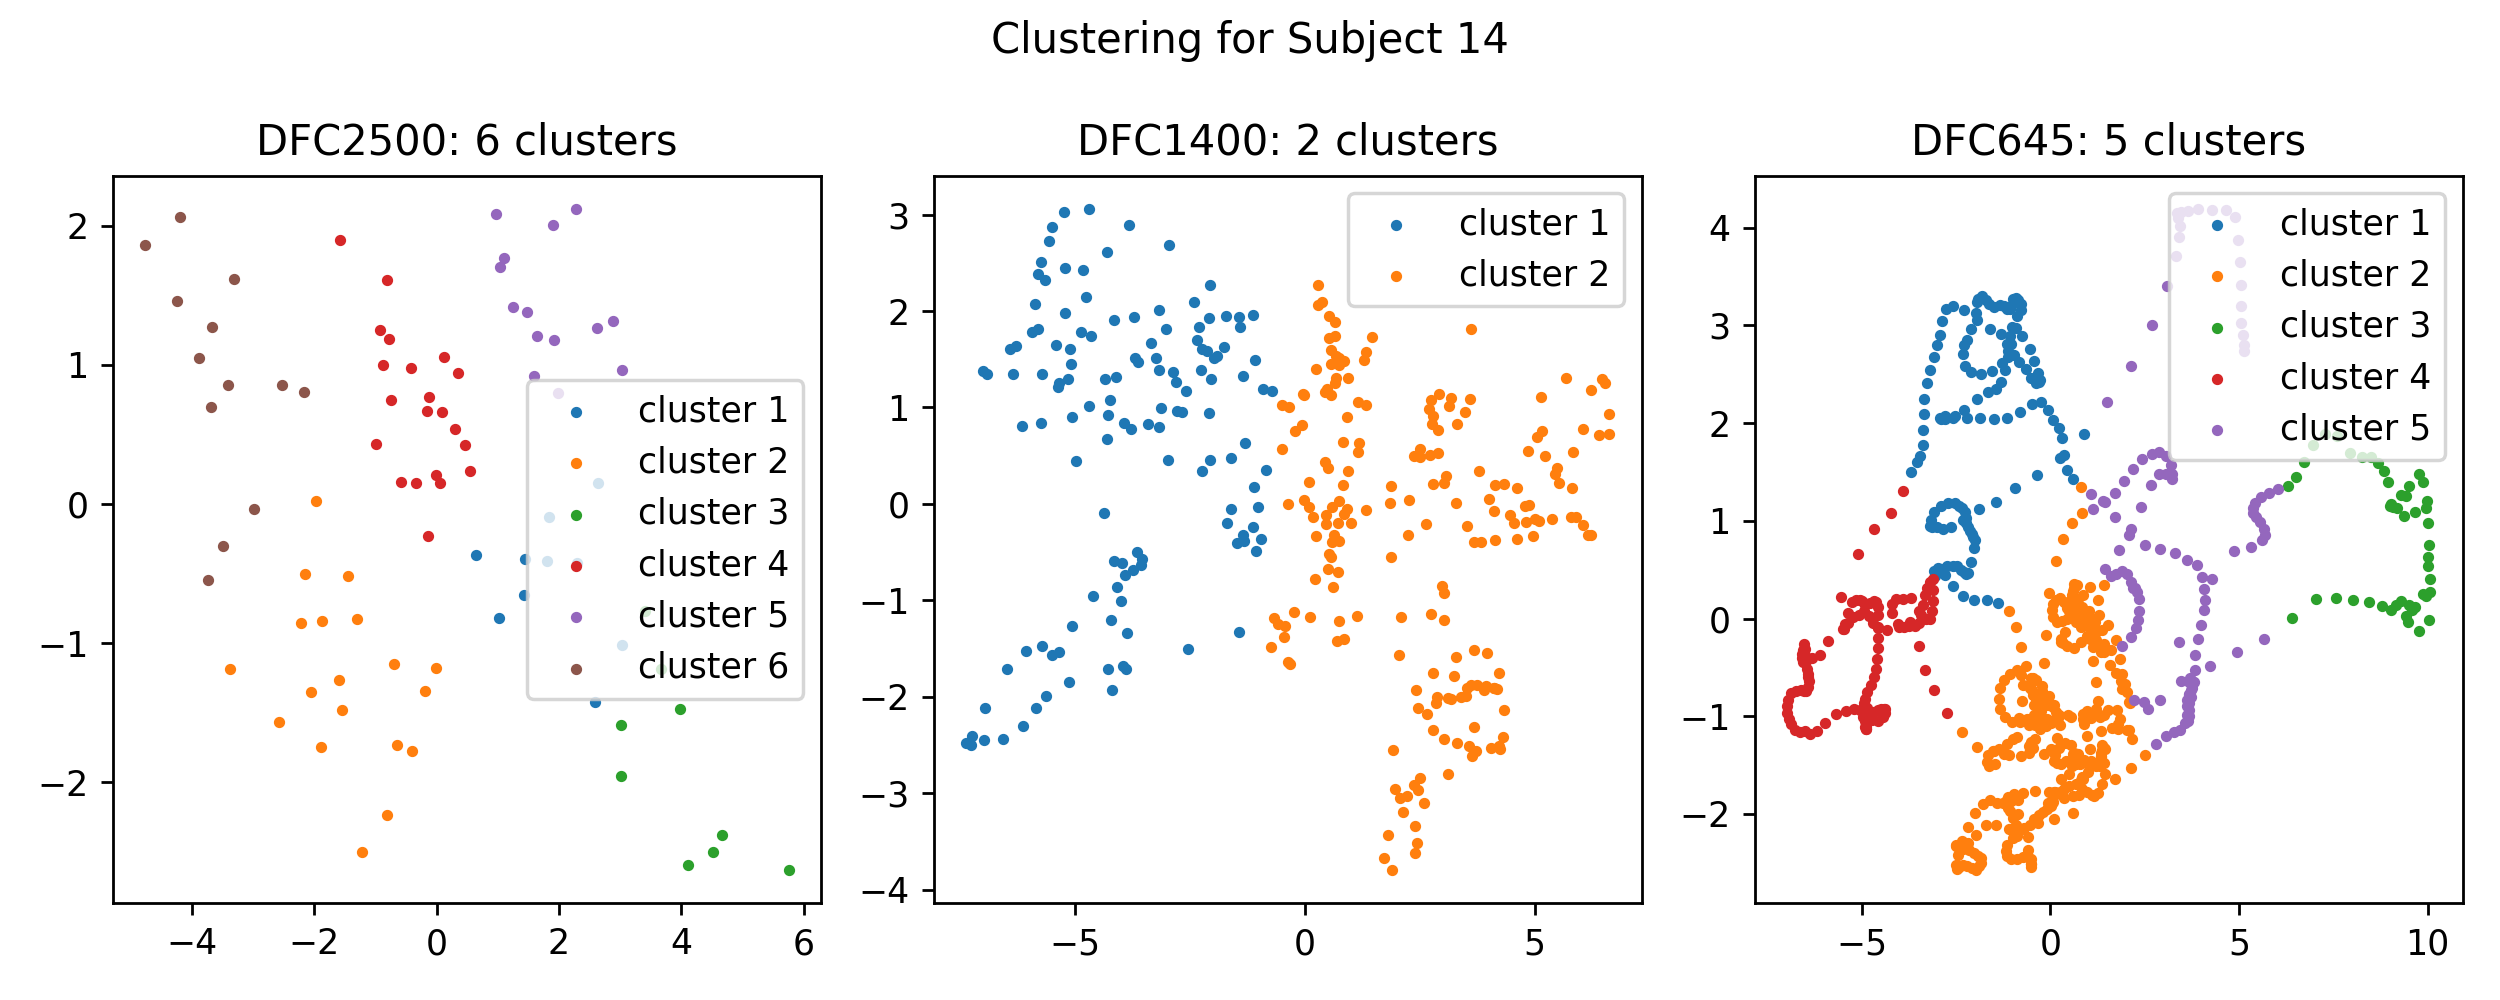 Clustering for Subject 14
DFC2500: 6 clusters
2
1
0
−1
−2
−4
−2
0
2
4
6
cluster 1
cluster 2
cluster 3
cluster 4
cluster 5
cluster 6
DFC1400: 2 clusters
3
2
1
0
−1
−2
−3
−4
−5
0
5
cluster 1
cluster 2
DFC645: 5 clusters
4
3
2
1
0
−1
−2
−5
0
5
10
cluster 1
cluster 2
cluster 3
cluster 4
cluster 5